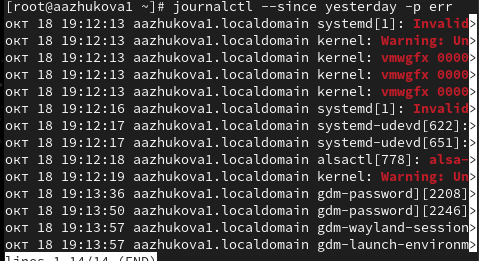 [root@aazhukova1 ~]# journalctl --since yesterday -p err
окт 18 19:12:13 aazhukova1.localdomain systemd[1]: Invalid>
окт 18 19:12:13 aazhukova1.localdomain kernel: Warning: Un>
окт 18 19:12:13 aazhukova1.localdomain kernel: vmwgfx 0000>
окт 18 19:12:13 aazhukova1.localdomain kernel: vmwgfx 0000>
окт 18 19:12:13 aazhukova1.localdomain kernel: vmwgfx 0000>
окт 18 19:12:16 aazhukova1.localdomain systemd[1]: Invalid>
окт 18 19:12:17 aazhukova1.localdomain systemd-udevd[622]:>
окт 18 19:12:17 aazhukova1.localdomain systemd-udevd[651]:>
окт 18 19:12:18 aazhukova1.localdomain alsactl[778]: alsa->
окт 18 19:12:19 aazhukova1.localdomain kernel: Warning: Un>
окт 18 19:13:36 aazhukova1.localdomain gdm-password][2208]>
окт 18 19:13:50 aazhukova1.localdomain gdm-password][2246]>
окт 18 19:13:57 aazhukova1.localdomain gdm-wayland-session>
окт 18 19:13:57 aazhukova1.localdomain gdm-launch-environm>
lines 1-14/14 (END)